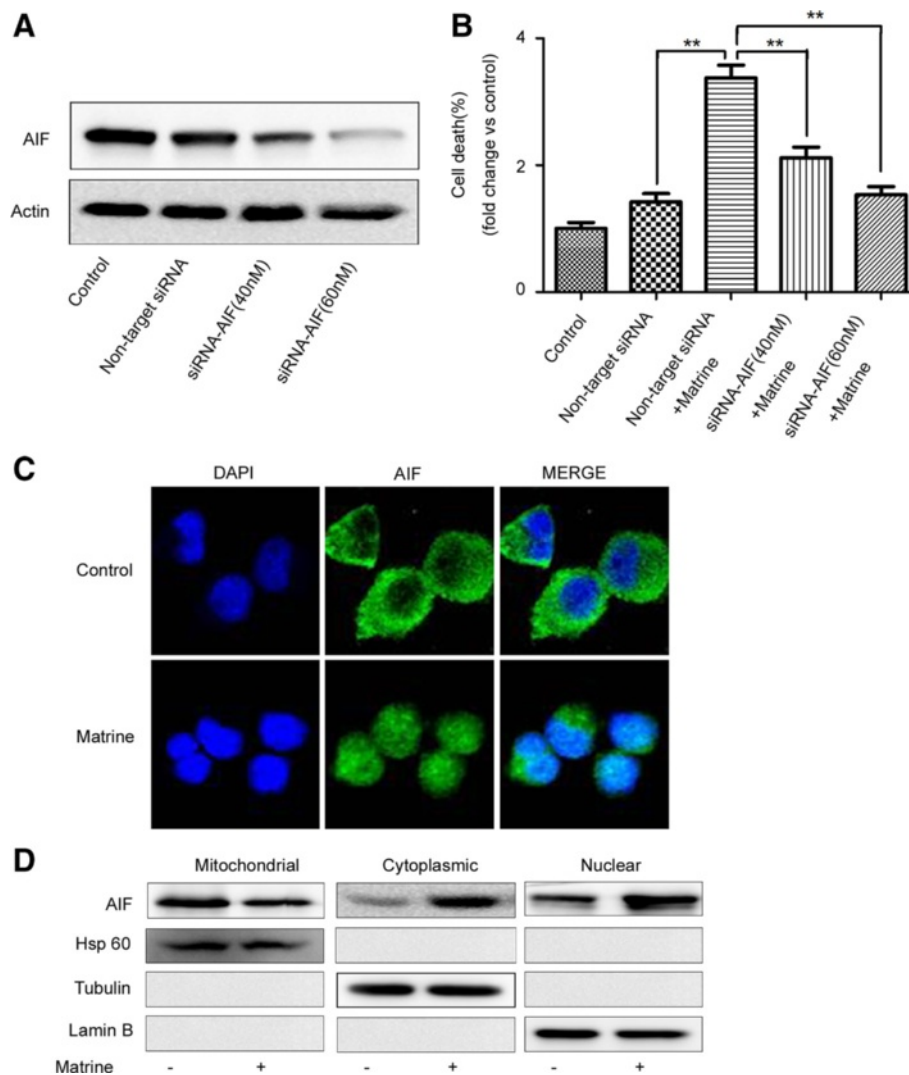 A
AIF
Actin
Control
Non-target siRNA
siRNA-AIF(40nM)
siRNA-AIF(60nM)
B
Cell death(%)
(fold change vs control)
4
2
0
**
**
**
Control
Non-target siRNA
Non-target siRNA
+Matrine
siRNA-AIF(40nM)
+Matrine
siRNA-AIF(60nM)
+Matrine
C
DAPI AIF MERGE
Control
Matrine
D
Mitochondrial Cytoplasmic Nuclear
AIF
Hsp 60
Tubulin
Lamin B
Matrine - + - + - +